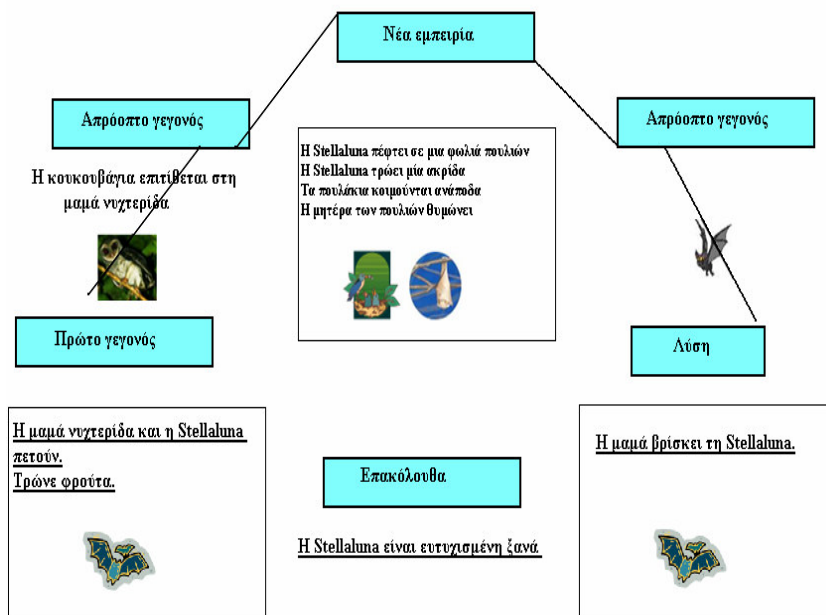 Νέα εμπειρία
Απρόοπτο γεγονός
Απρόοπτο γεγονός
Η κουκουβάγια επιτίθεται στη
μαμά νυχτερίδα
Η Stellaluna πέφτει σε μια φωλιά πουλιών
Η Stellaluna τρώει μία ακρίδα
Τα πουλάκια κοιμούνται ανάποδα
Η μητέρα των πουλιών θυμώνει
Πρώτο γεγονός
Λύση
Η μαμά νυχτερίδα και η Stellaluna
πετούν.
Τρώνε φρούτα.
Επακόλουθα
Η Stellaluna είναι ευτυχισμένη ξανά
Η μαμά βρίσκει τη Stellaluna.